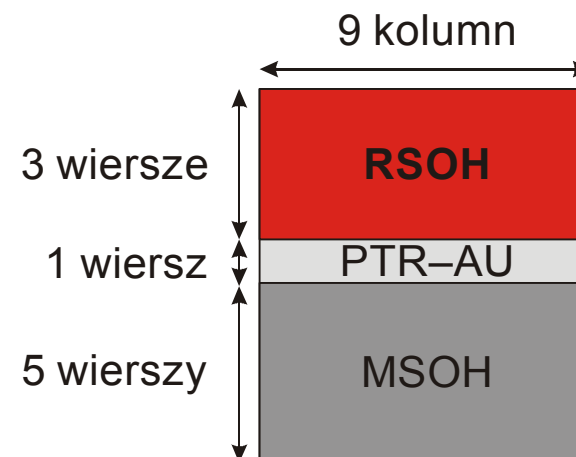 9 kolumn
3 wiersze
RSOH
1 wiersz
PTR–AU
5 wierszy
MSOH